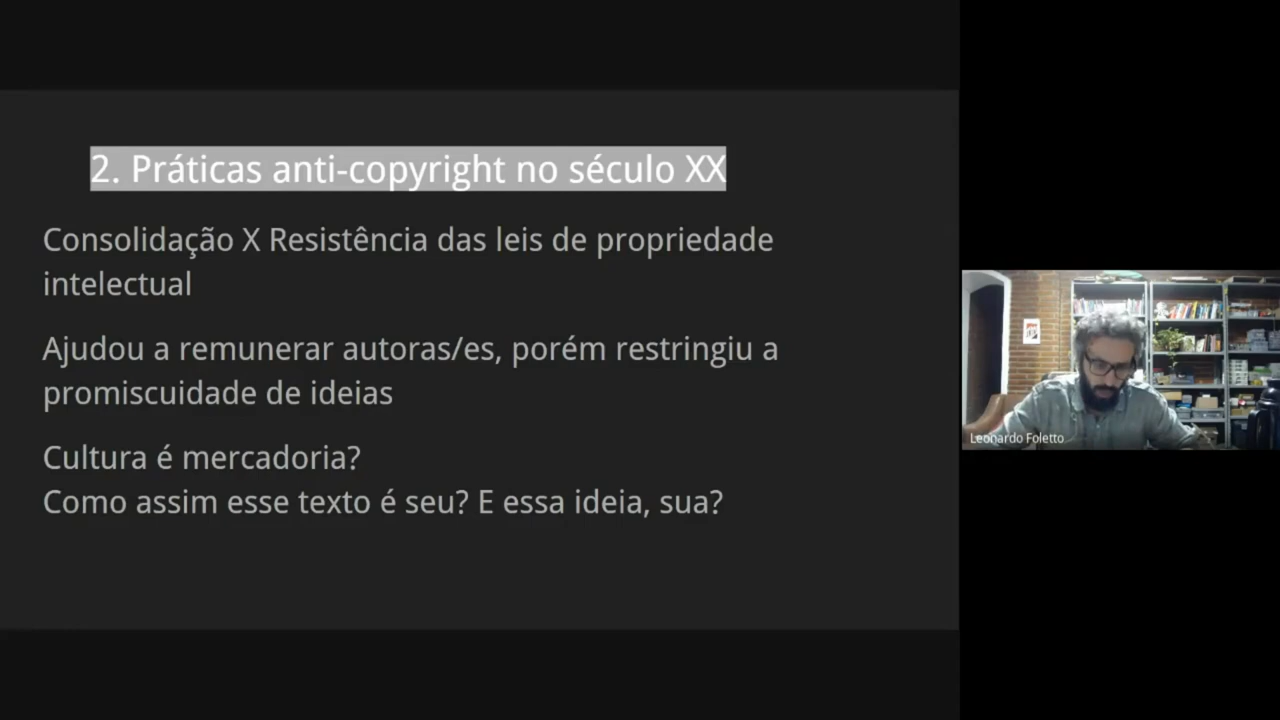 2. Práticas anti-copyright no século XX
Consolidação X Resistência das leis de propriedade
intelectual
Ajudou a remunerar autoras/es, porém restringiu a
promiscuidade de ideias
Cultura é mercadoria?
Como assim esse texto é seu? E essa ideia, sua?
Leonardo Foletto